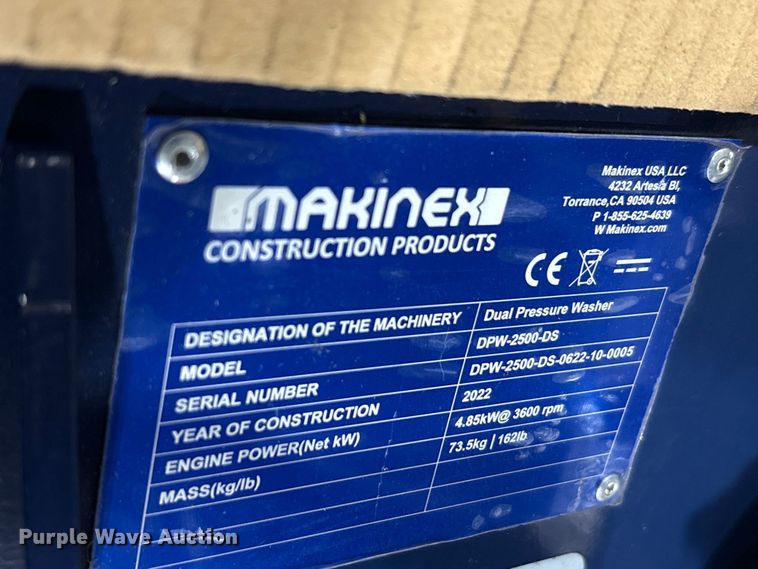 MAKINEX
CONSTRUCTION PRODUCTS
Makinex USA LLC
4232 Artesia Bl,
Torrance,CA 90504 USA
P 1-855-625-4639
W Makinex.com
CE
DESIGNATION OF THE MACHINERY Dual Pressure Washer
MODEL DPW-2500-DS
SERIAL NUMBER DPW-2500-DS-0622-10-0005
YEAR OF CONSTRUCTION 2022
ENGINE POWER(Net kW) 4.85kW@ 3600 rpm
MASS(kg/lb) 73.5kg | 162lb
Purple Wave Auction